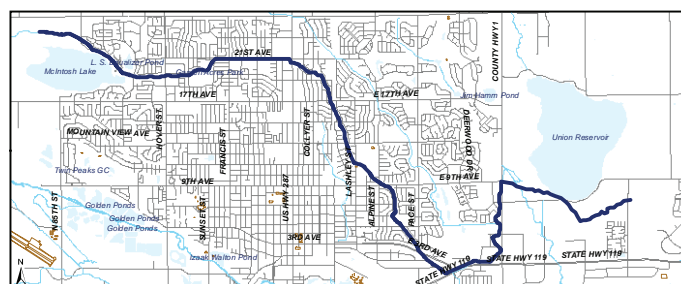 21ST AVE
L. S. Equalizer Pond
McIntosh Lake
Park
17TH AVE
E 17TH AVE
COUNTY HWY 1
Jim Hamm Pond
MOUNTAIN VIEW AVE
HOVER ST
FRANCIS ST
COLLYER ST
DEERWOOD DR
Union Reservoir
Twin Peaks GC
9TH AVE
LASHLEY ST
E 9TH AVE
N 85TH ST
Golden Ponds
Golden Ponds
Golden Ponds
SUNSET ST
US HWY 287
ALPINE ST
PACE ST
3RD AVE
E 3RD AVE
Izaak Walton Pond
STATE HWY 119
STATE HWY 119
STATE HWY 119
N